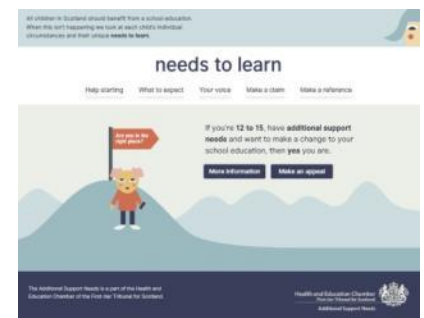 All children in Scotland should benefit from a school education.
When this isn't happening we look at each child's individual
circumstances and their unique needs to learn.
needs to learn
Help starting What to expect Your voice Make a claim Make a reference
Are you in the
right place?
If you're 12 to 15, have additional support
needs and want to make a change to your
school education, then yes you are.
More information Make an appeal
The Additional Support Needs is a part of the Health and
Education Chamber of the First-tier Tribunal for Scotland.
Health and Education Chamber
First-tier Tribunal for Scotland
Additional Support Needs